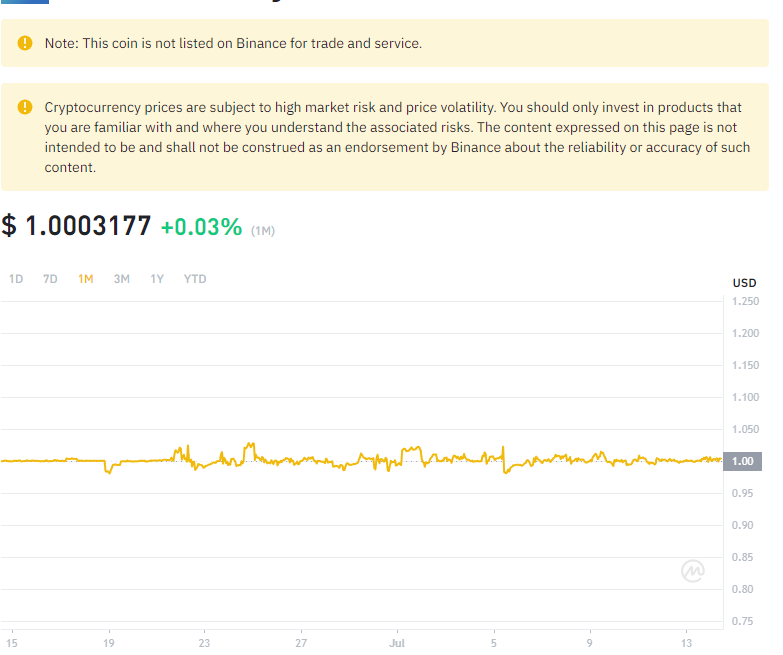 Note: This coin is not listed on Binance for trade and service.
Cryptocurrency prices are subject to high market risk and price volatility. You should only invest in products that
you are familiar with and where you understand the associated risks. The content expressed on this page is not
intended to be and shall not be construed as an endorsement by Binance about the reliability or accuracy of such
content.
$ 1.0003177 +0.03% (1M)
1D 7D 1M 3M 1Y YTD
USD
1.250
1.200
1.150
1.100
1.050
1.00
0.95
0.90
0.85
0.80
0.75
15 19 23 27 Jul 5 9 13